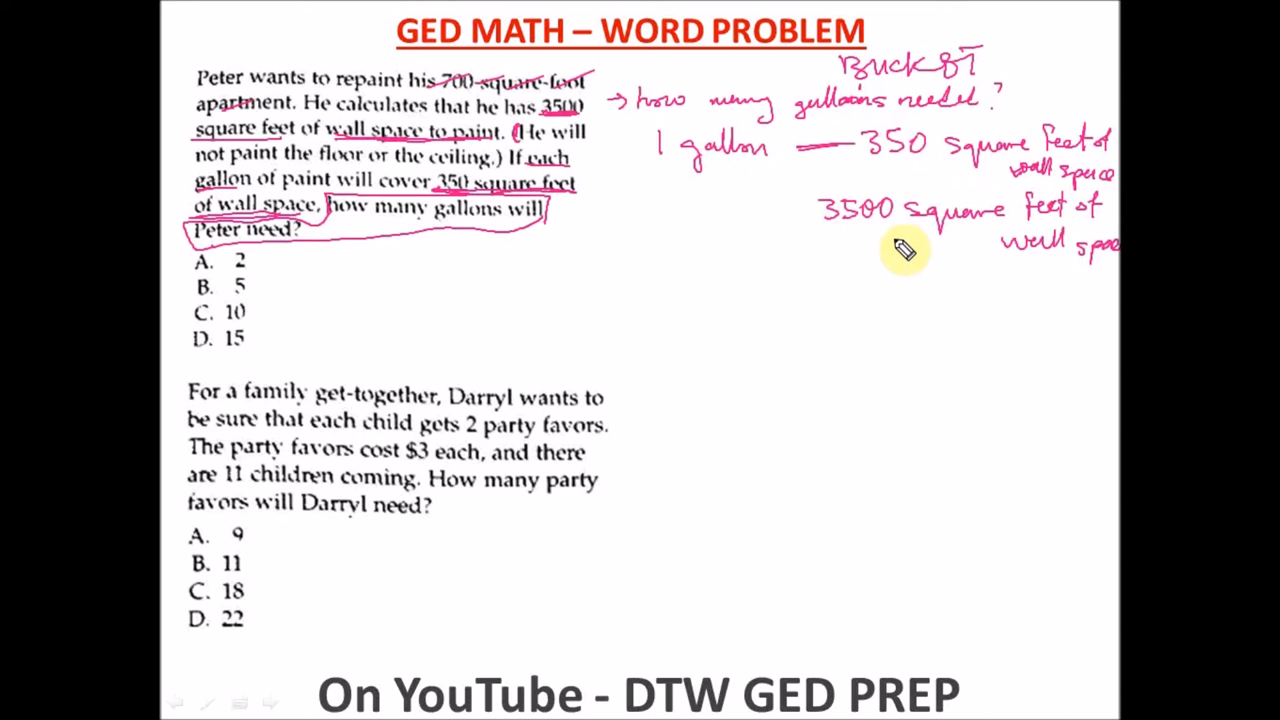 GED MATH – WORD PROBLEM
Peter wants to repaint his 700-square-foot
apartment. He calculates that he has 3500
square feet of wall space to paint. (He will
not paint the floor or the ceiling.) If each
gallon of paint will cover 350 square feet
of wall space, how many gallons will
Peter need?
A. 2
B. 5
C. 10
D. 15
For a family get-together, Darryl wants to
be sure that each child gets 2 party favors.
The party favors cost $3 each, and there
are 11 children coming. How many party
favors will Darryl need?
A. 9
B. 11
C. 18
D. 22
→ how many gallons needed?
1 gallon — 350 square feet of
wall space
3500 square feet of
wall space
On YouTube - DTW GED PREP